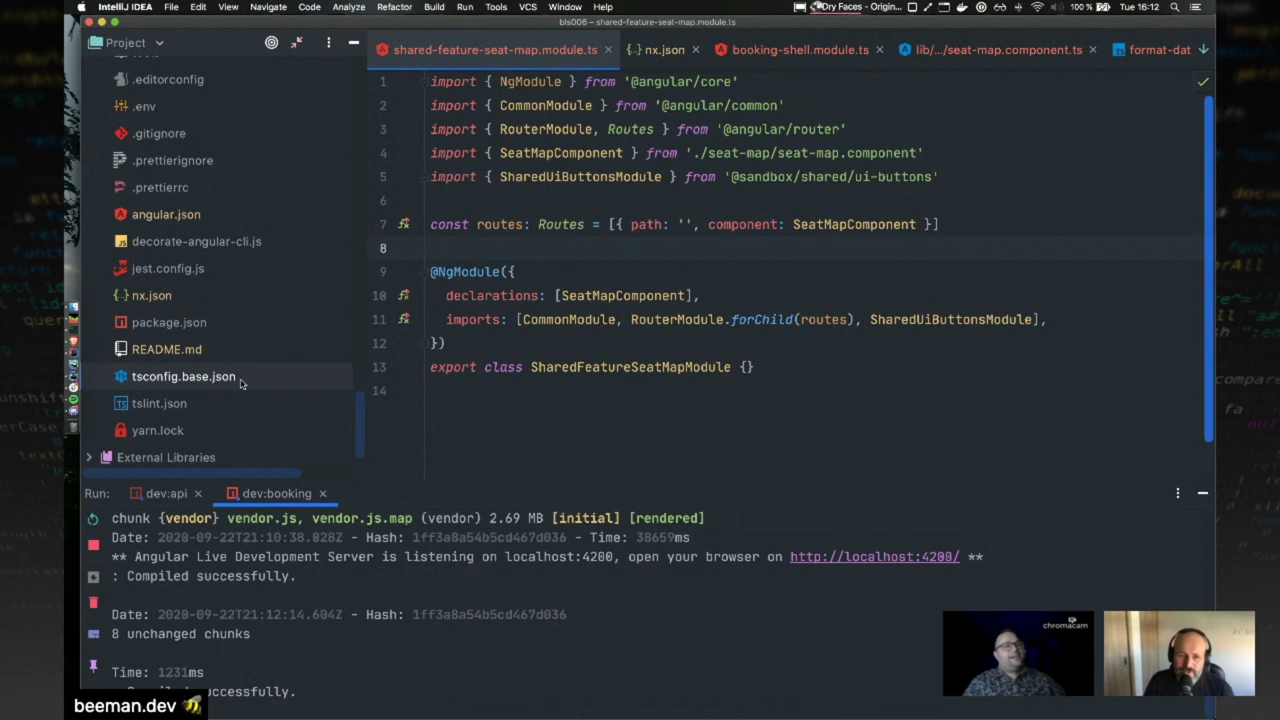 IntelliJ IDEA File Edit View Navigate Code Analyze Refactor Build Run Tools VCS Window Help Dry Faces - Origin... 100 % Tue 16:12
bls006 – shared-feature-seat-map.module.ts
Project
shared-feature-seat-map.module.ts nx.json booking-shell.module.ts lib/.../seat-map.component.ts format-dat
.editorconfig
.env
.gitignore
.prettierignore
.prettierrc
angular.json
decorate-angular-cli.js
jest.config.js
nx.json
package.json
README.md
tsconfig.base.json
tslint.json
yarn.lock
External Libraries
1 import { NgModule } from '@angular/core'
2 import { CommonModule } from '@angular/common'
3 import { RouterModule, Routes } from '@angular/router'
4 import { SeatMapComponent } from './seat-map/seat-map.component'
5 import { SharedUiButtonsModule } from '@sandbox/shared/ui-buttons'
6
7 const routes: Routes = [{ path: '', component: SeatMapComponent }]
8
9 @NgModule({
10 declarations: [SeatMapComponent],
11 imports: [CommonModule, RouterModule.forChild(routes), SharedUiButtonsModule],
12 })
13 export class SharedFeatureSeatMapModule {}
14
Run: dev:api dev:booking
chunk {vendor} vendor.js, vendor.js.map (vendor) 2.69 MB [initial] [rendered]
Date: 2020-09-22T21:10:38.028Z - Hash: 1ff3a8a54b5cd467d036 - Time: 38659ms
** Angular Live Development Server is listening on localhost:4200, open your browser on http://localhost:4200/ **
: Compiled successfully.
Date: 2020-09-22T21:12:14.604Z - Hash: 1ff3a8a54b5cd467d036
8 unchanged chunks
Time: 1231ms
chromacam
beeman.dev